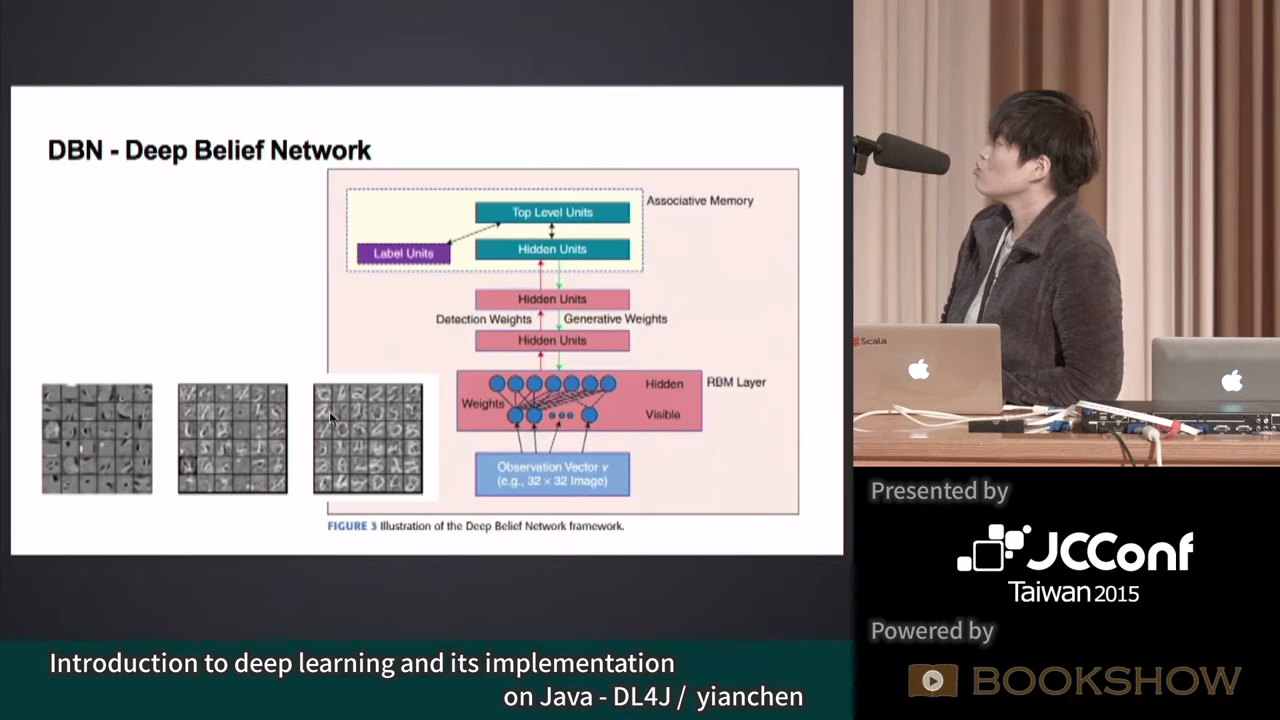 DBN - Deep Belief Network
Associative Memory
Top Level Units
Label Units
Hidden Units
Hidden Units
Detection Weights
Generative Weights
Hidden Units
Hidden
RBM Layer
Weights
Visible
Observation Vector v
(e.g., 32 × 32 Image)
FIGURE 3 Illustration of the Deep Belief Network framework.
Scala
Presented by
JCConf
Taiwan 2015
Powered by
BOOKSHOW
Introduction to deep learning and its implementation
on Java - DL4J / yianchen